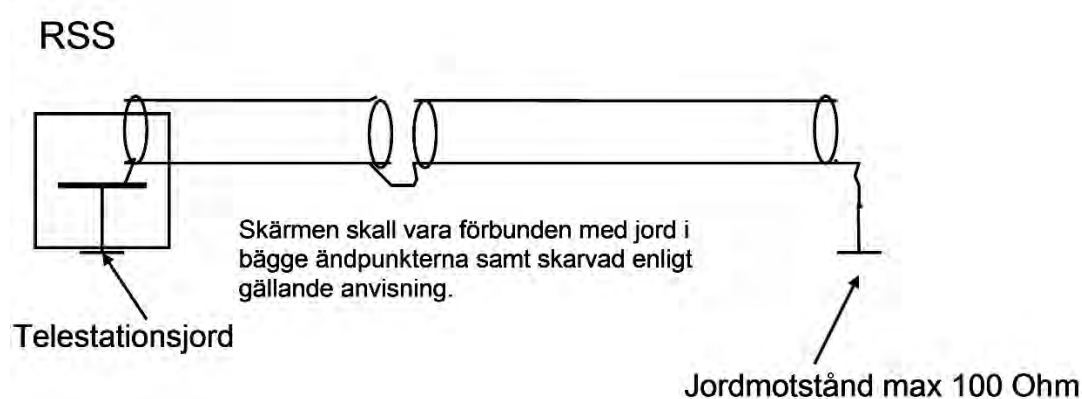 RSS
Skärmen skall vara förbunden med jord i
bägge ändpunkterna samt skarvad enligt
gällande anvisning.
Telestationsjord
Jordmotstånd max 100 Ohm